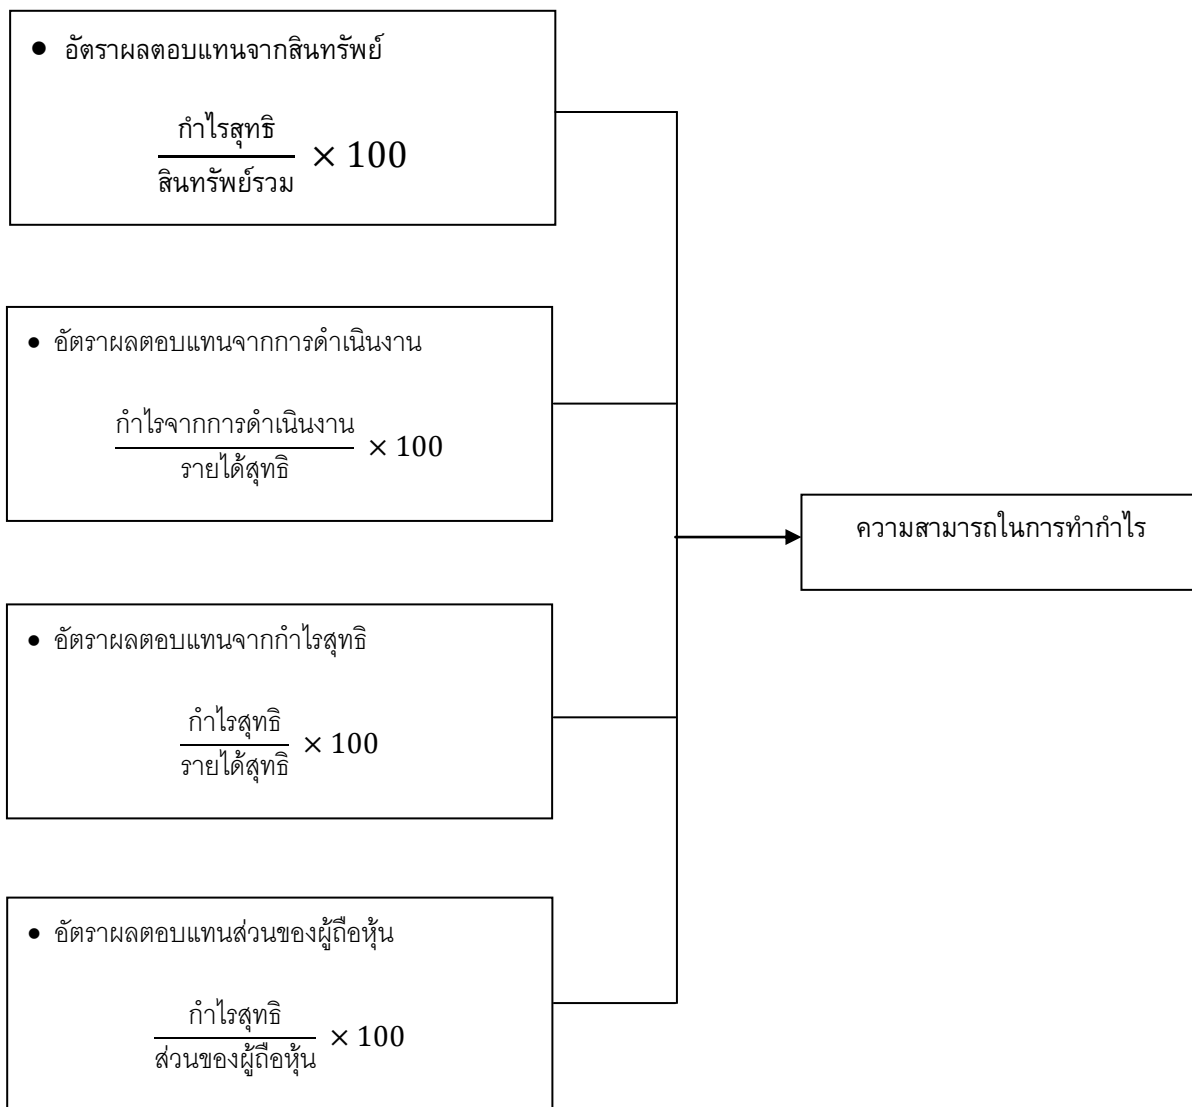 • อัตราผลตอบแทนจากสินทรัพย์
กำไรสุทธิ
สินทรัพย์รวม
× 100
• อัตราผลตอบแทนจากการดำเนินงาน
กำไรจากการดำเนินงาน
รายได้สุทธิ
× 100
ความสามารถในการทำกำไร
• อัตราผลตอบแทนจากกำไรสุทธิ
กำไรสุทธิ
รายได้สุทธิ
× 100
• อัตราผลตอบแทนส่วนของผู้ถือหุ้น
กำไรสุทธิ
ส่วนของผู้ถือหุ้น
× 100